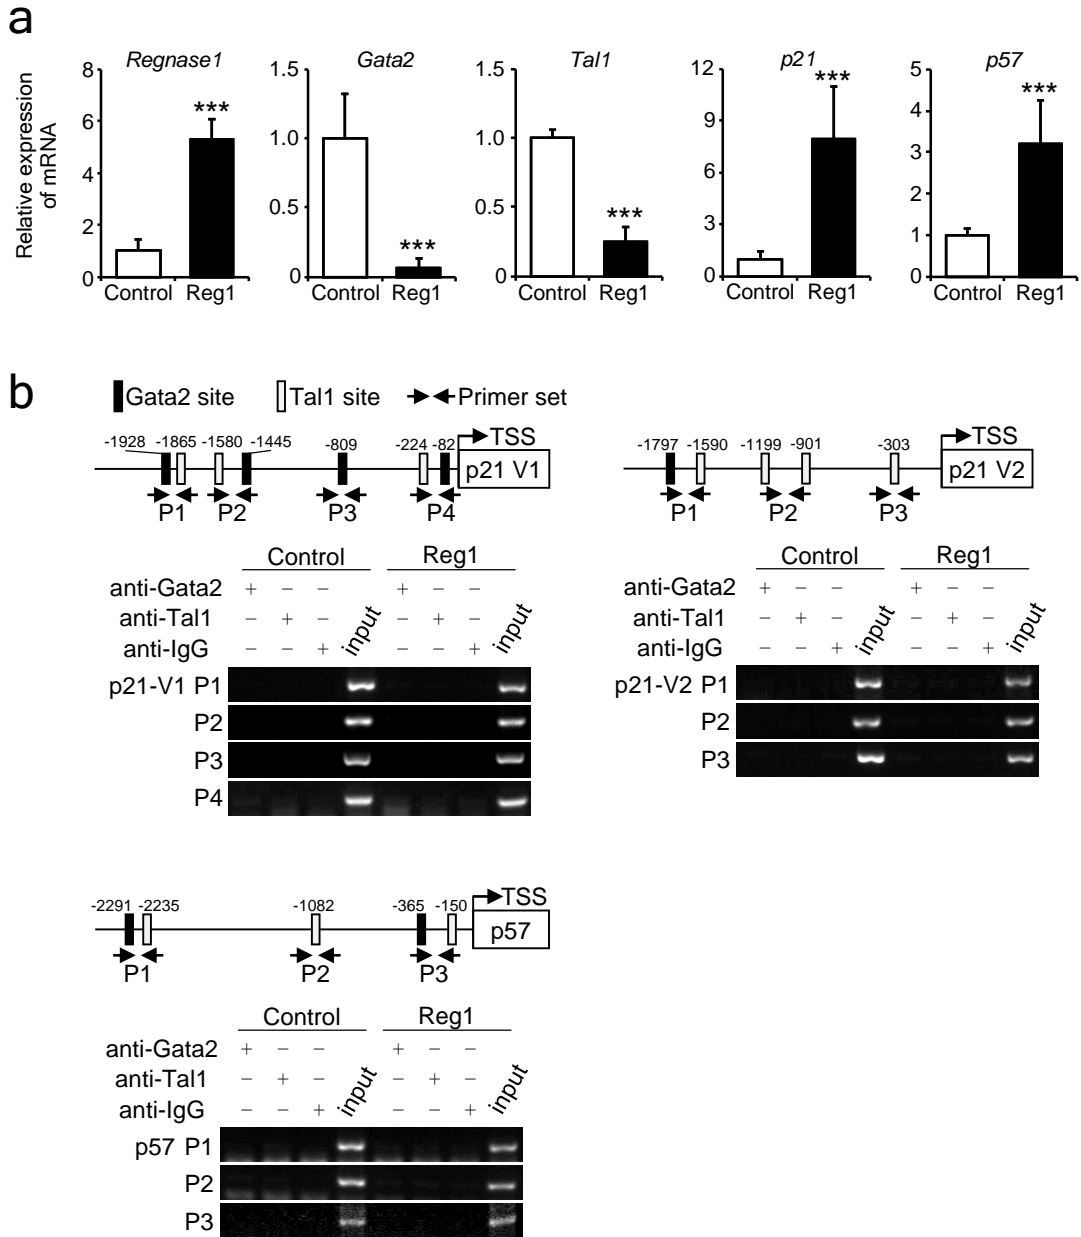 a
Regnase1 Gata2 Tal1 p21 p57
Relative expression
of mRNA
8 6 4 2 0
1.5 1.0 0.5 0
1.5 1.0 0.5 0
12 9 6 3 0
5 4 3 2 1 0
*** *** *** *** ***
Control Reg1 Control Reg1 Control Reg1 Control Reg1 Control Reg1
b
Gata2 site Tal1 site Primer set
-1928 -1865 -1580 -1445 -809 -224 -82 TSS
p21 V1
P1 P2 P3 P4
Control Reg1
anti-Gata2 + − − + − −
anti-Tal1 − + − input − + − input
anti-IgG − − + − − +
p21-V1 P1
P2
P3
P4
-1797 -1590 -1199 -901 -303 TSS
p21 V2
P1 P2 P3
Control Reg1
anti-Gata2 + − − + − −
anti-Tal1 − + − input − + − input
anti-IgG − − + − − +
p21-V2 P1
P2
P3
-2291 -2235 -1082 -365 -150 TSS
p57
P1 P2 P3
Control Reg1
anti-Gata2 + − − + − −
anti-Tal1 − + − input − + − input
anti-IgG − − + − − +
p57 P1
P2
P3